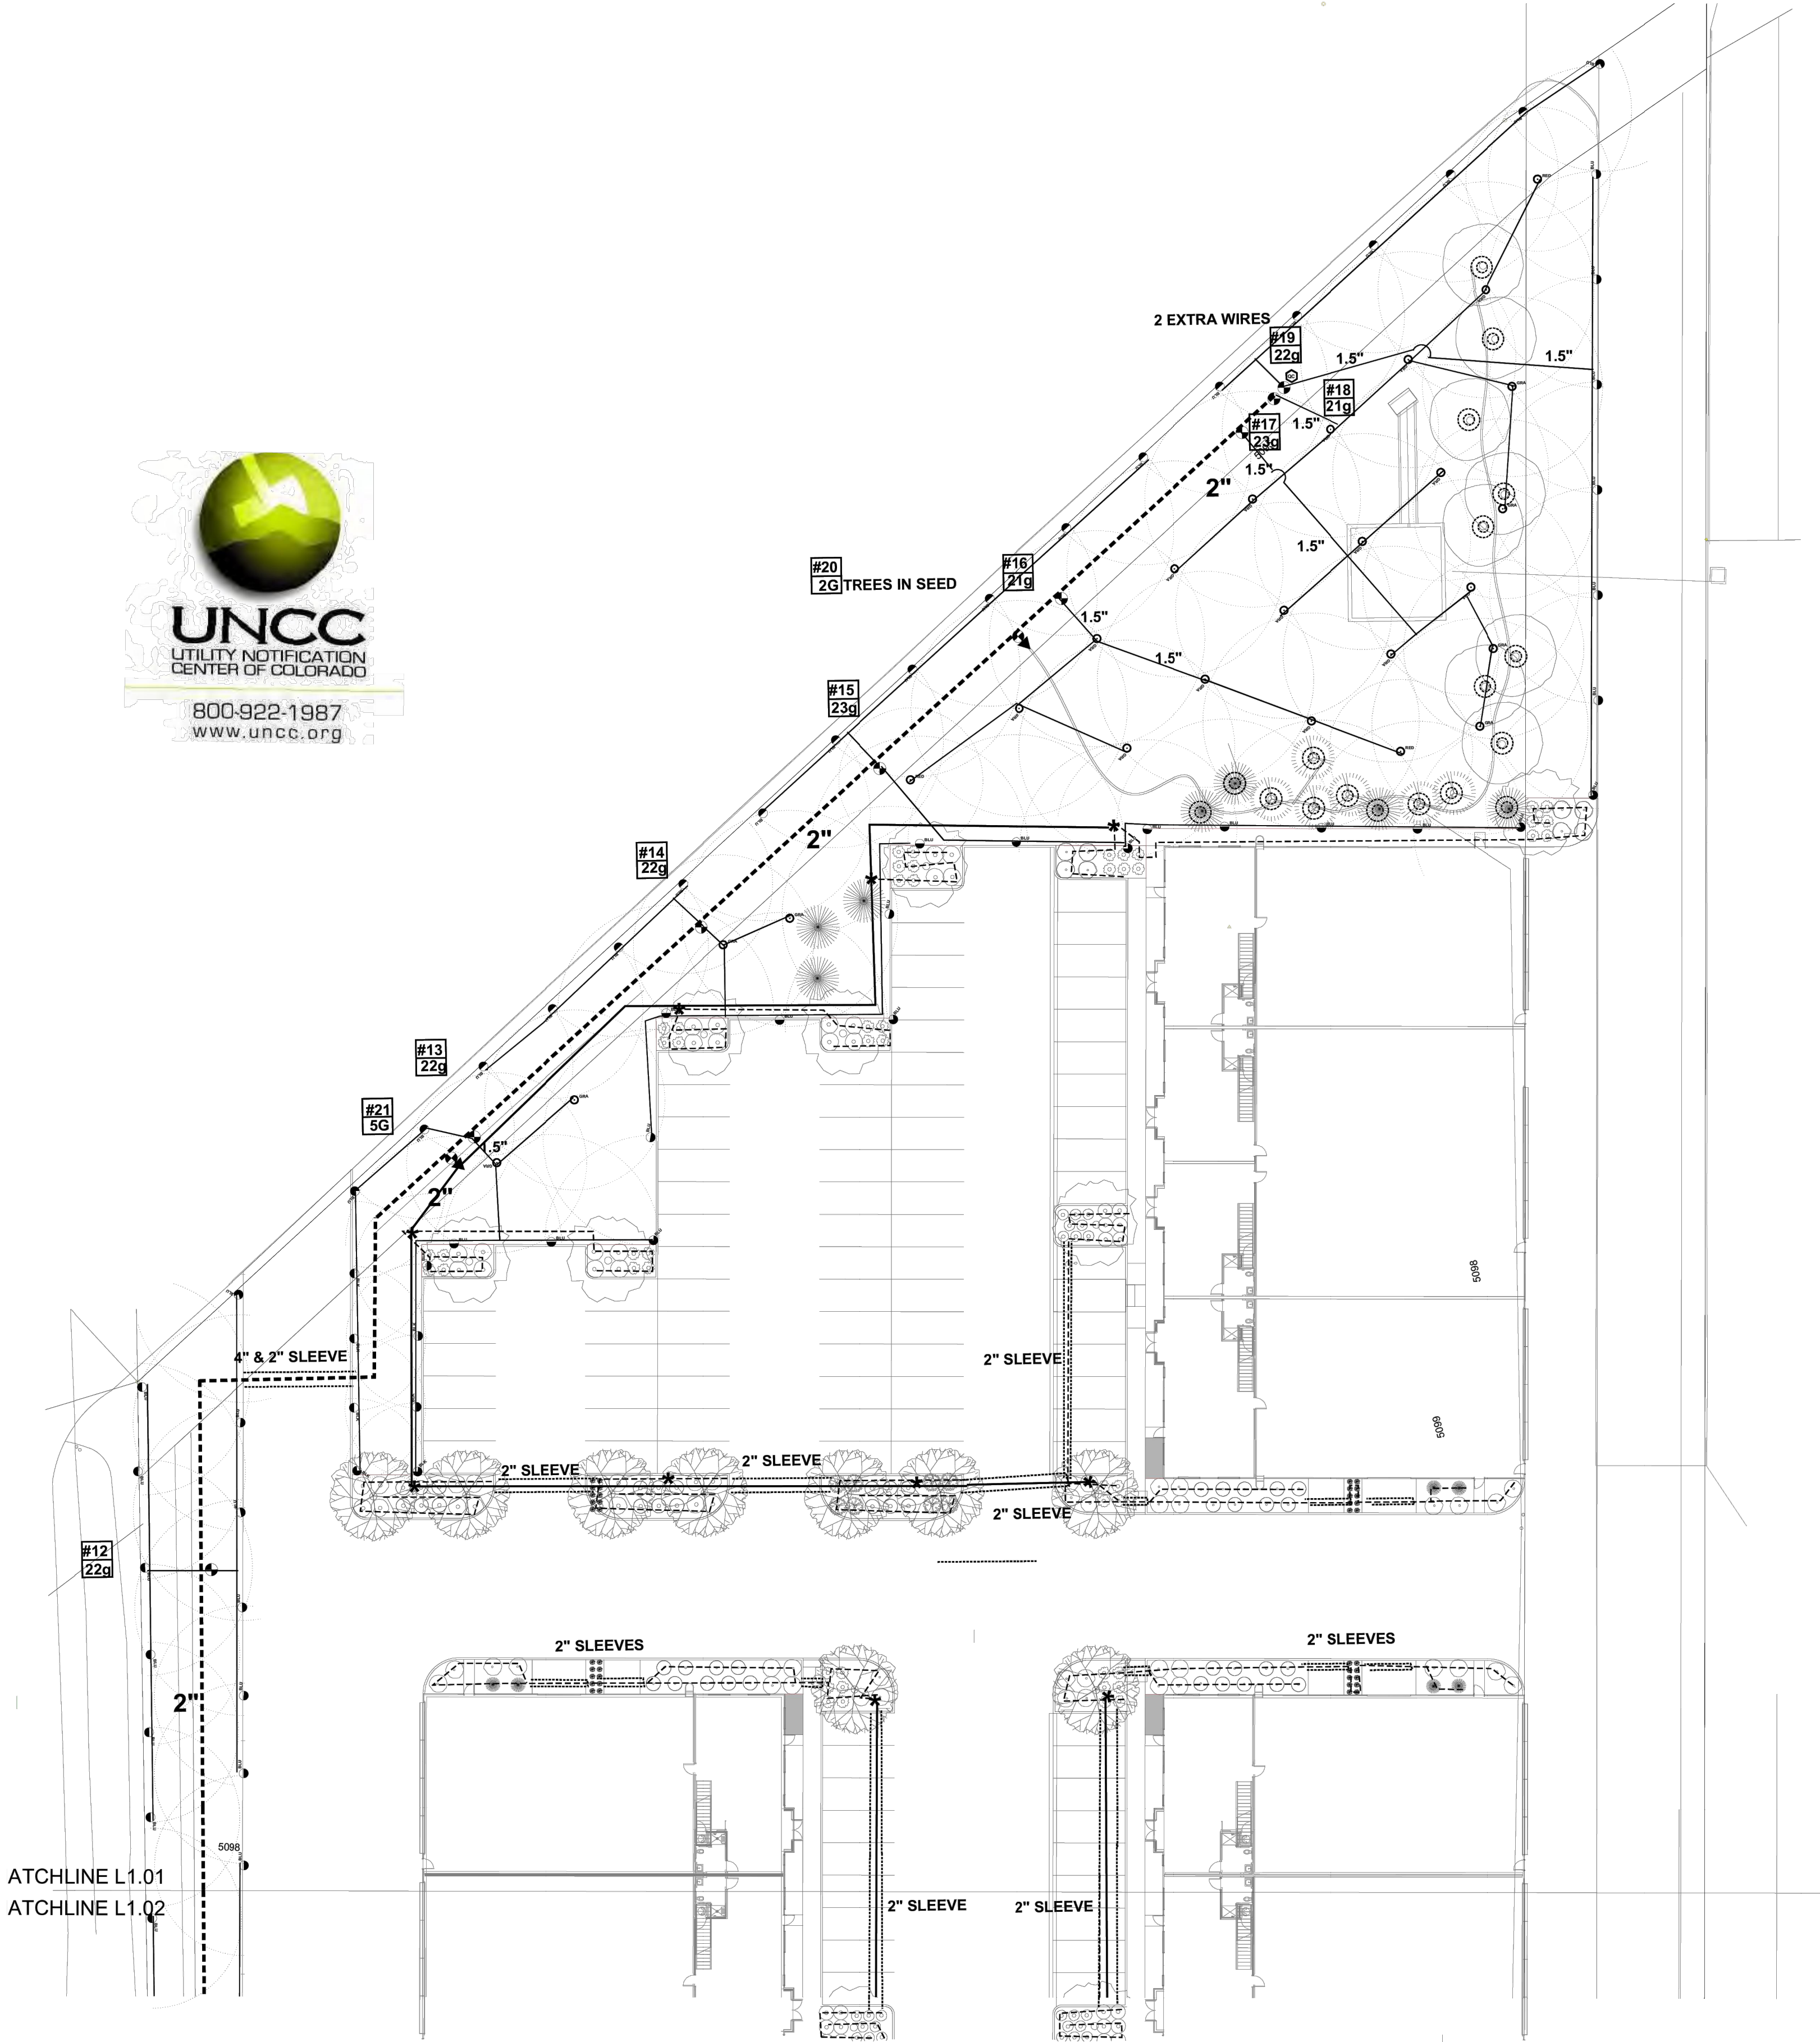 2 EXTRA WIRES
#19
22g
1.5"
1.5"
QC
#18
21g
#17
23g
1.5"
1.5"
2"
1.5"
#20
2G TREES IN SEED
#16
21g
1.5"
1.5"
UNCC
UTILITY NOTIFICATION
CENTER OF COLORADO
800-922-1987
www.uncc.org
#15
23g
2"
#14
22g
#13
22g
#21
5G
.5"
2"
5098
4" & 2" SLEEVE
2" SLEEVE
5099
2" SLEEVE
2" SLEEVE
2" SLEEVE
#12
22g
2" SLEEVES
2" SLEEVES
2"
5098
ATCHLINE L1.01
ATCHLINE L1.02
2" SLEEVE
2" SLEEVE